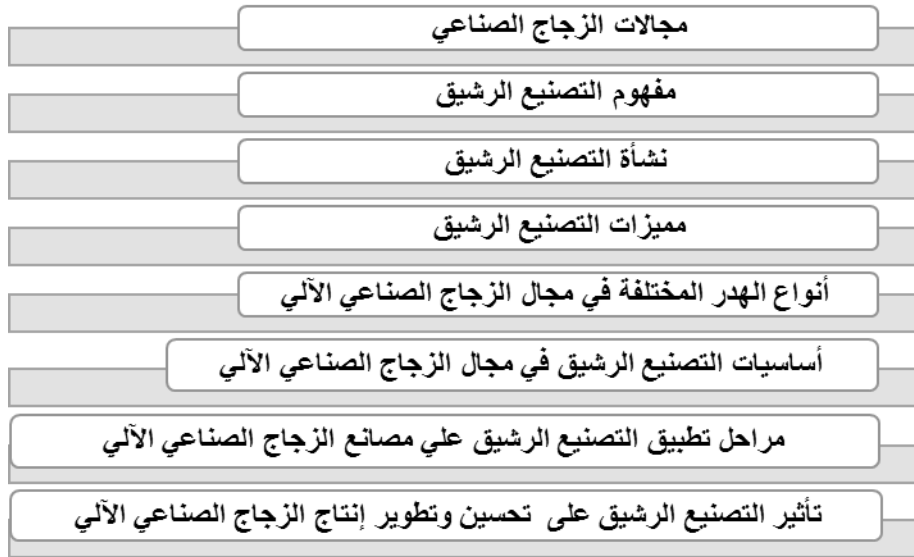 مجالات الزجاج الصناعي
مفهوم التصنيع الرشيق
نشأة التصنيع الرشيق
مميزات التصنيع الرشيق
أنواع الهدر المختلفة في مجال الزجاج الصناعي الآلي
أساسيات التصنيع الرشيق في مجال الزجاج الصناعي الآلي
مراحل تطبيق التصنيع الرشيق علي مصانع الزجاج الصناعي الآلي
تأثير التصنيع الرشيق على تحسين وتطوير إنتاج الزجاج الصناعي الآلي